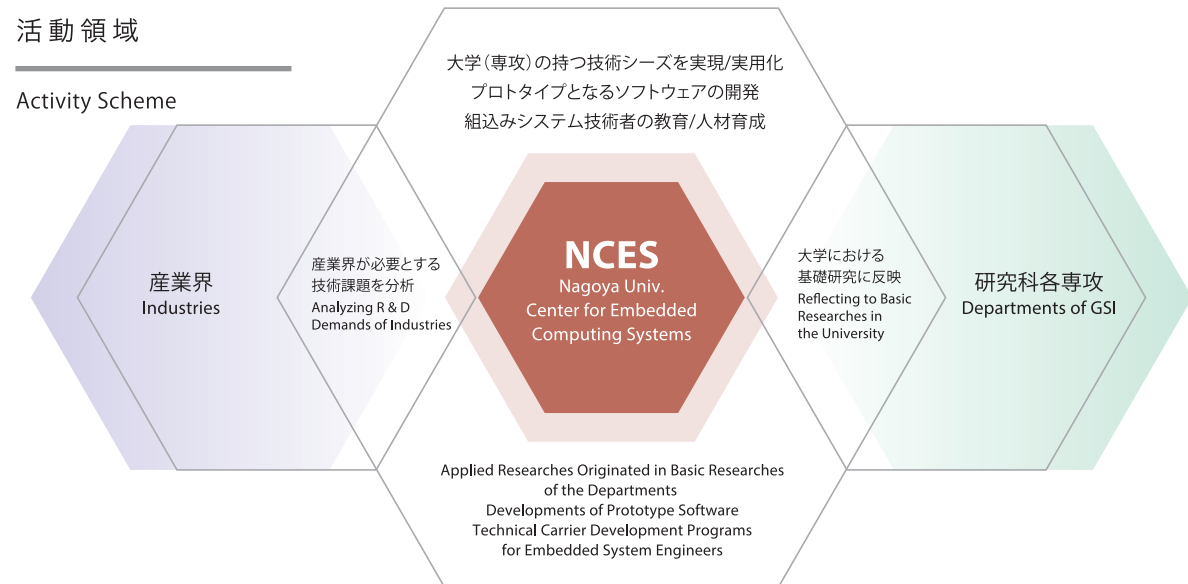 活動領域
Activity Scheme
大学（専攻）の持つ技術シーズを実現/実用化
プロトタイプとなるソフトウェアの開発
組込みシステム技術者の教育/人材育成
産業界
Industries
産業界が必要とする
技術課題を分析
Analyzing R & D
Demands of Industries
NCES
Nagoya Univ.
Center for Embedded
Computing Systems
大学における
基礎研究に反映
Reflecting to Basic
Researches in
the University
研究科各専攻
Departments of GSI
Applied Researches Originated in Basic Researches
of the Departments
Developments of Prototype Software
Technical Carrier Development Programs
for Embedded System Engineers